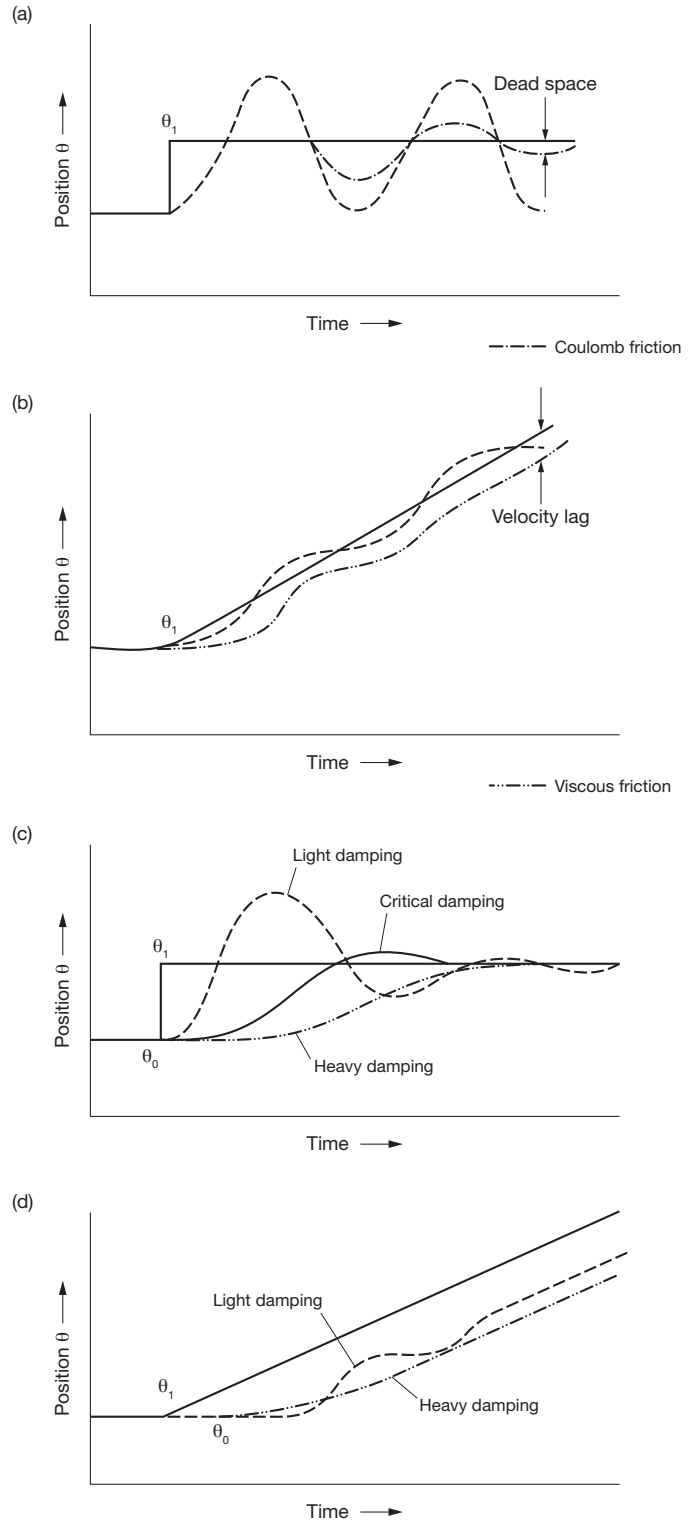 (a)
Dead space
θ1
Position θ
Time
Coulomb friction
(b)
Velocity lag
θ1
Position θ
Time
Viscous friction
(c)
Light damping
Critical damping
θ1
Position θ
θ0
Heavy damping
Time
(d)
Light damping
θ1
Position θ
Heavy damping
θ0
Time